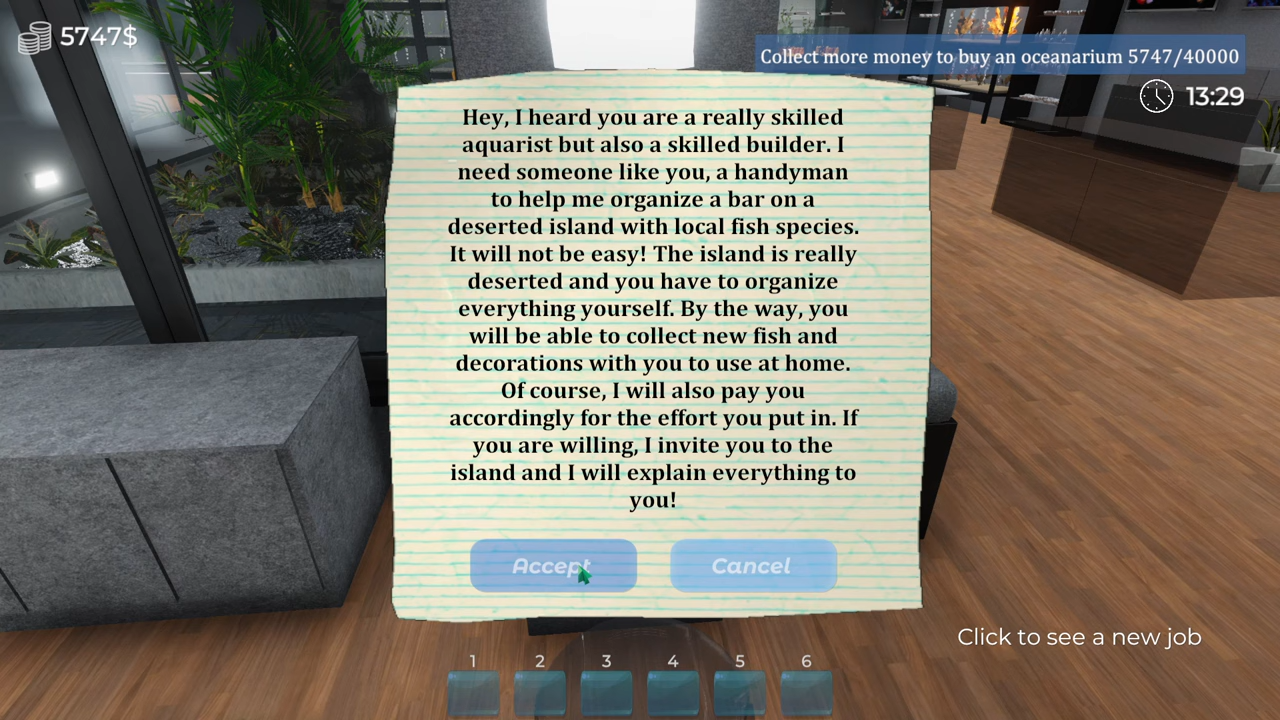 5747$
Collect more money to buy an oceanarium 5747/40000
13:29
Hey, I heard you are a really skilled
aquarist but also a skilled builder. I
need someone like you, a handyman
to help me organize a bar on a
deserted island with local fish species.
It will not be easy! The island is really
deserted and you have to organize
everything yourself. By the way, you
will be able to collect new fish and
decorations with you to use at home.
Of course, I will also pay you
accordingly for the effort you put in. If
you are willing, I invite you to the
island and I will explain everything to
you!
Accept Cancel
Click to see a new job
1 2 3 4 5 6